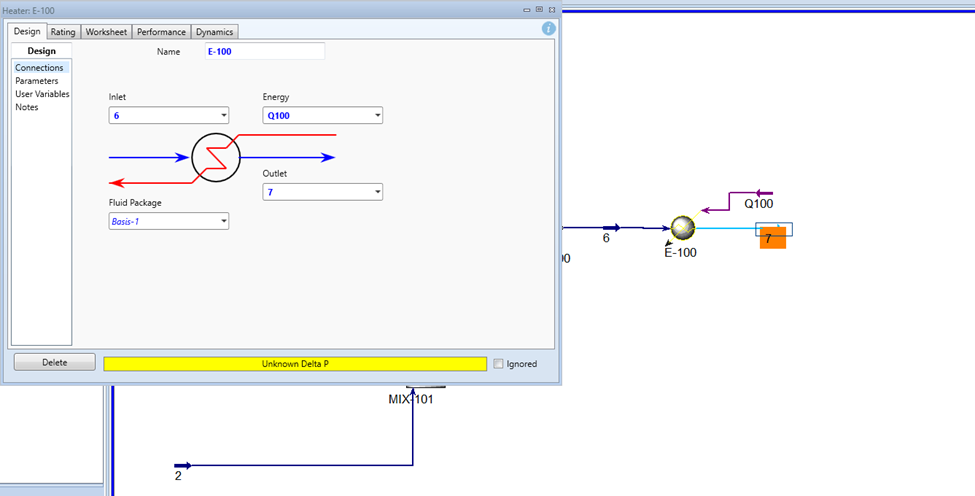 Heater: E-100
Design Rating Worksheet Performance Dynamics
Design
Connections
Parameters
User Variables
Notes
Name E-100
Inlet
6
Energy
Q100
Outlet
7
Fluid Package
Basis-1
Delete
Unknown Delta P
Ignored
Q100
6
7
E-100
00
MIX-101
2